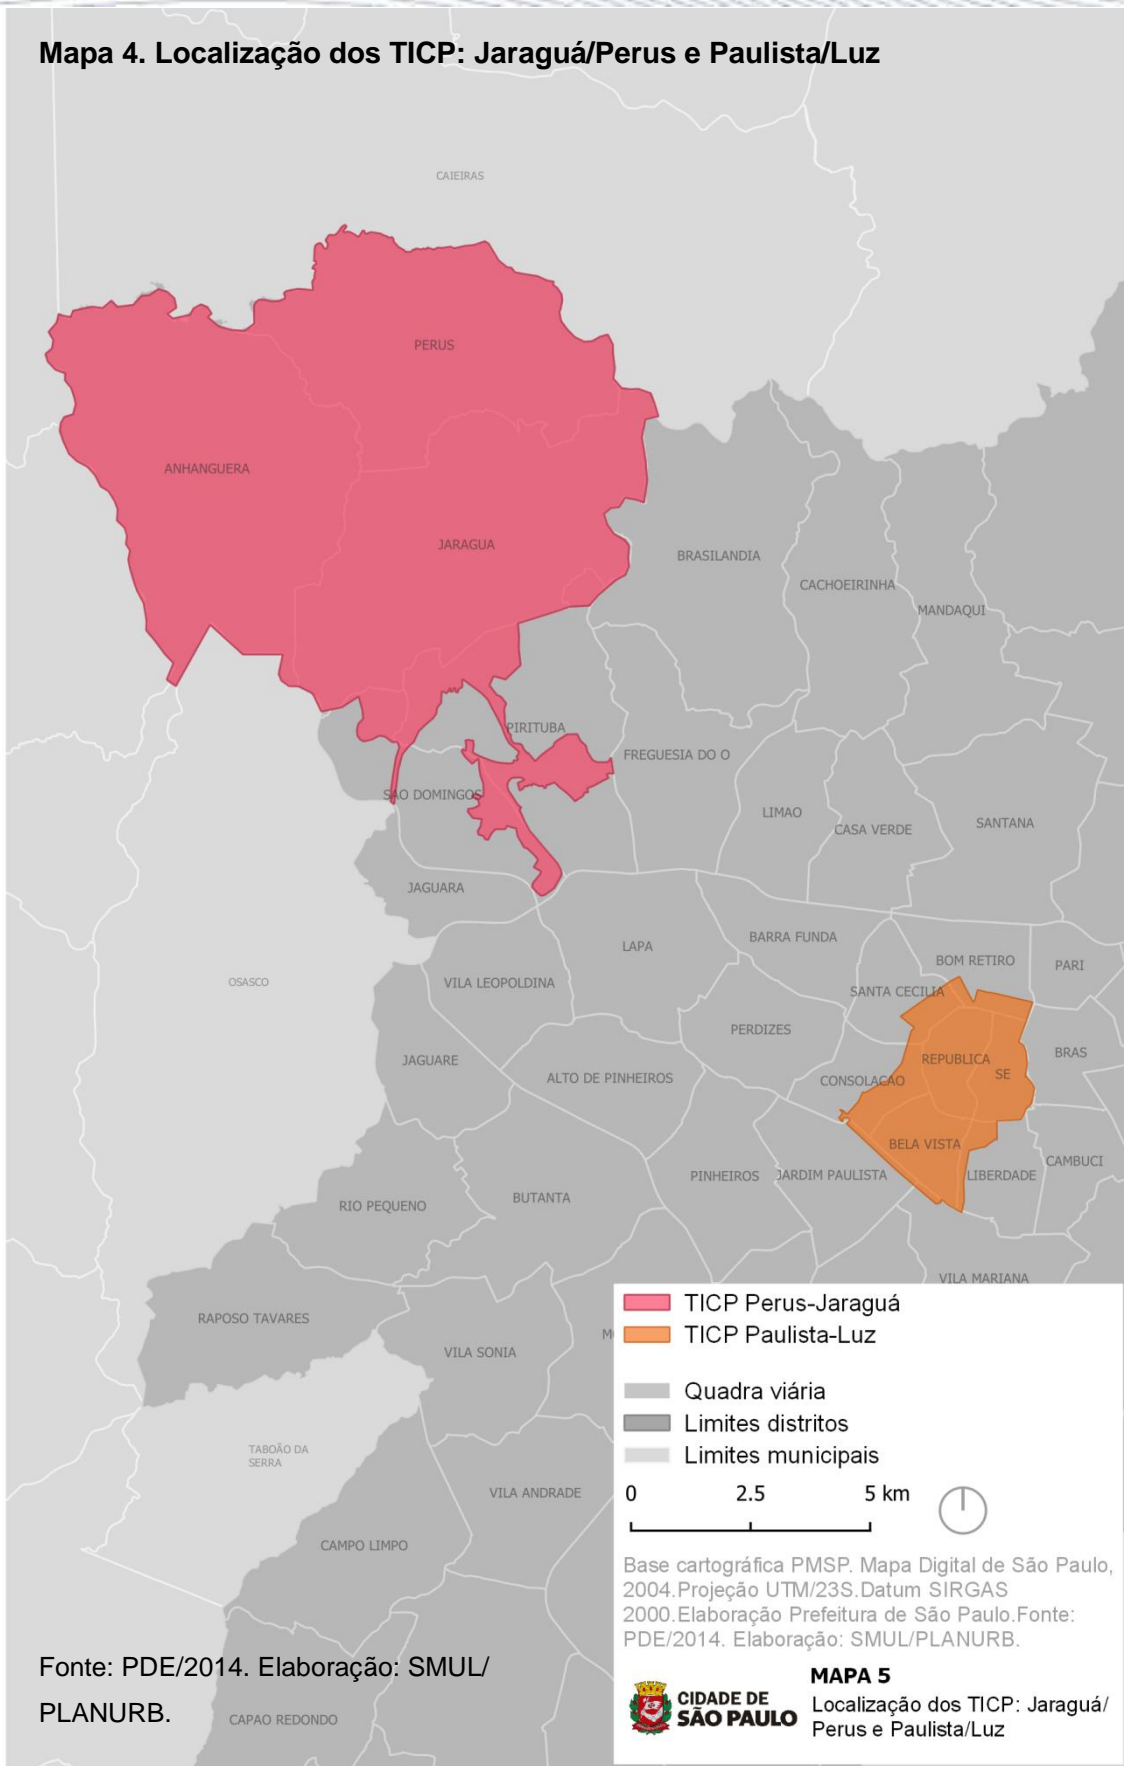 Mapa 4. Localização dos TICP: Jaraguá/Perus e Paulista/Luz
CAIEIRAS
PERUS
ANHANGUERA
JARAGUA
BRASILANDIA
CACHOEIRINHA
MANDAQUI
PIRITUBA
FREGUESIA DO O
SAO DOMINGOS
LIMAO
CASA VERDE
SANTANA
JAGUARA
LAPA
BARRA FUNDA
BOM RETIRO
PARI
OSASCO
VILA LEOPOLDINA
SANTA CECILIA
PERDIZES
JAGUARE
ALTO DE PINHEIROS
CONSOLACAO
REPUBLICA
SE
BRAS
BELA VISTA
PINHEIROS
JARDIM PAULISTA
LIBERDADE
CAMBUCI
RIO PEQUENO
BUTANTA
VILA MARIANA
RAPOSO TAVARES
VILA SONIA
TABOÃO DA
SERRA
VILA ANDRADE
CAMPO LIMPO
CAPAO REDONDO
TICP Perus-Jaraguá
TICP Paulista-Luz
Quadra viária
Limites distritos
Limites municipais
0 2.5 5 km
Base cartográfica PMSP. Mapa Digital de São Paulo,
2004.Projeção UTM/23S.Datum SIRGAS
2000.Elaboração Prefeitura de São Paulo.Fonte:
PDE/2014. Elaboração: SMUL/PLANURB.
CIDADE DE
SÃO PAULO
MAPA 5
Localização dos TICP: Jaraguá/
Perus e Paulista/Luz
Fonte: PDE/2014. Elaboração: SMUL/
PLANURB.